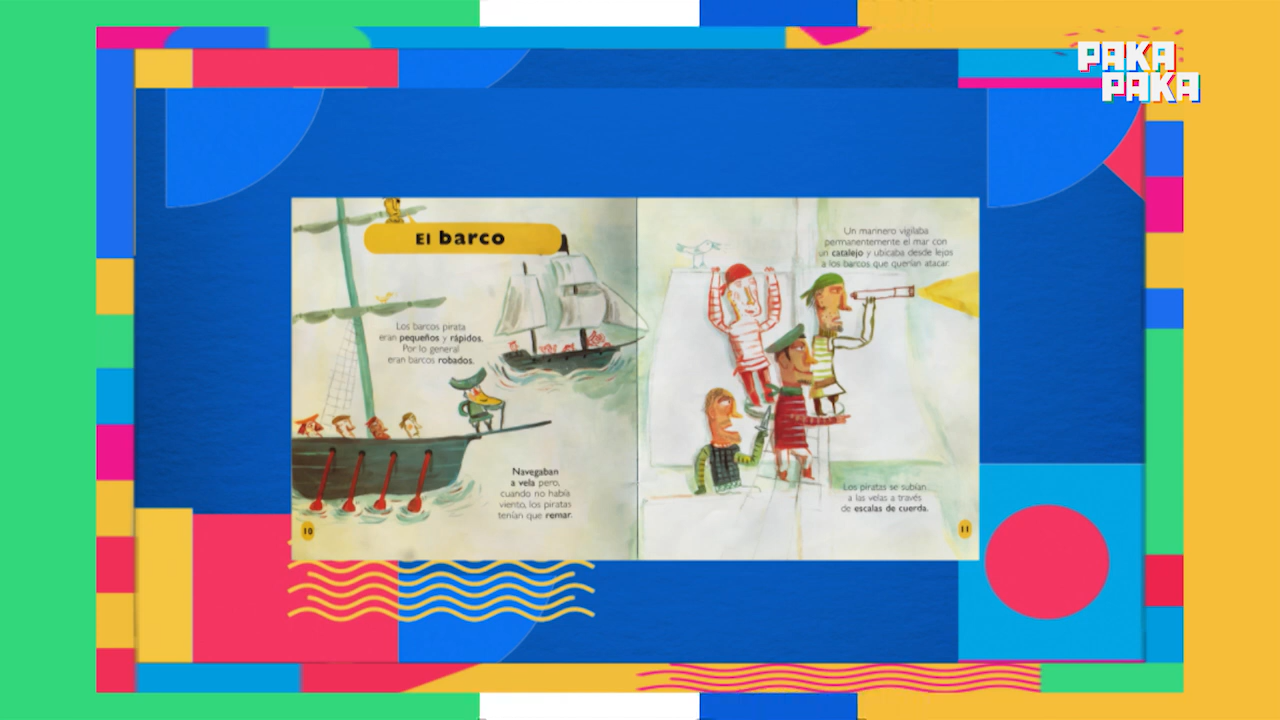 PAKA
PAKA
El barco
Los barcos pirata
eran pequeños y rápidos.
Por lo general
eran barcos robados.
Navegaban
a vela pero,
cuando no había
viento, los piratas
tenían que remar.
10
Un marinero vigilaba
permanentemente el mar con
un catalejo y ubicaba desde lejos
a los barcos que querían atacar.
Los piratas se subían
a las velas a través
de escalas de cuerda.
11